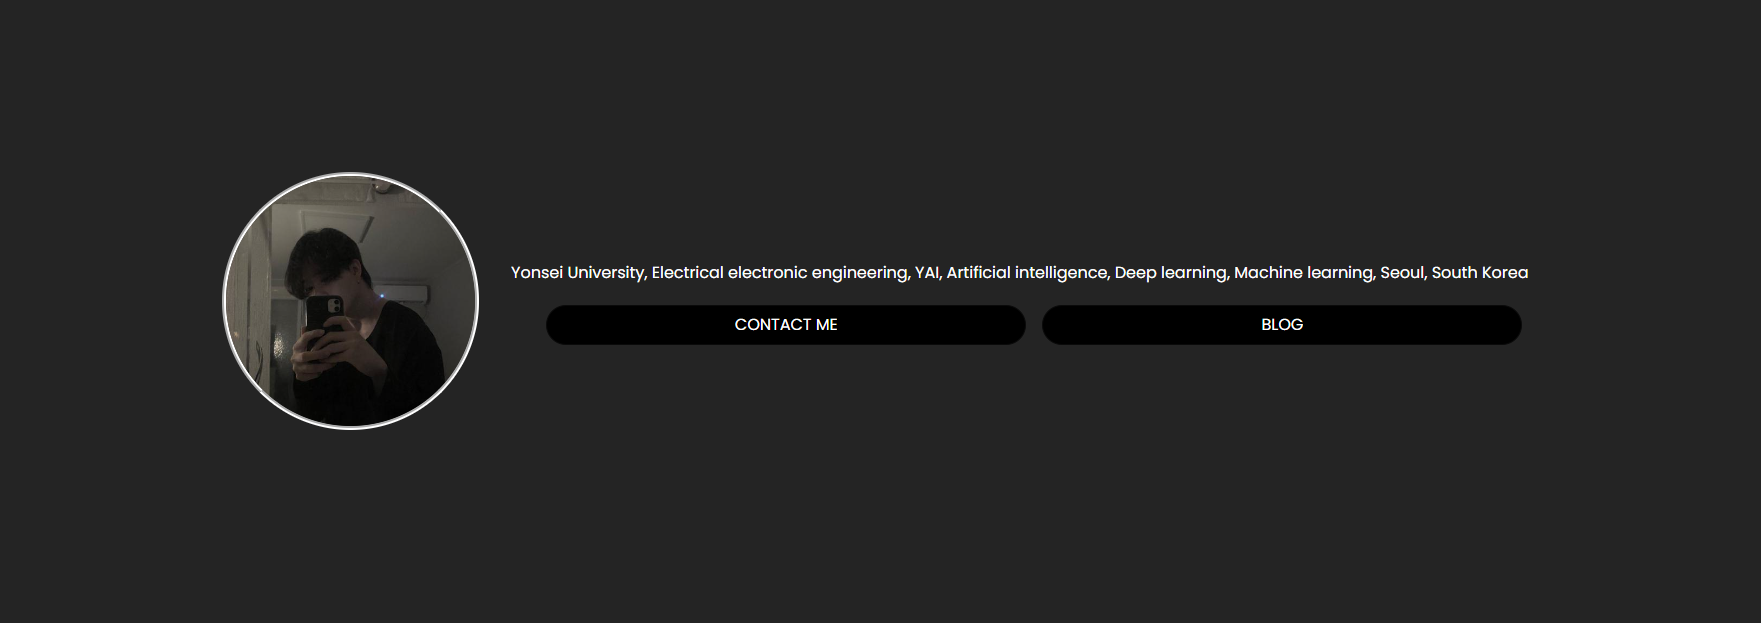 Yonsei University, Electrical electronic engineering, YAI, Artificial intelligence, Deep learning, Machine learning, Seoul, South Korea
CONTACT ME
BLOG